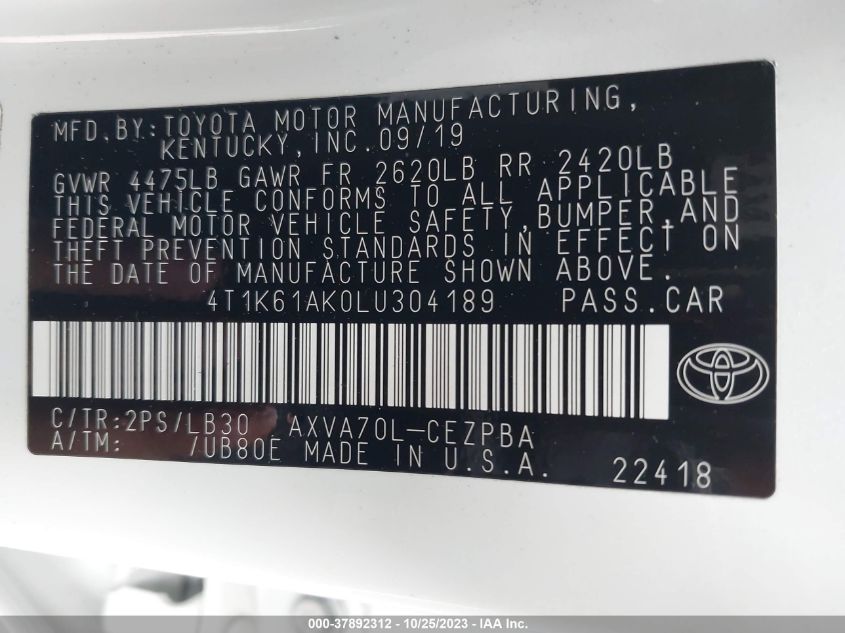 MFD.BY:TOYOTA MOTOR MANUFACTURING,
KENTUCKY,INC.09/19
GVWR 4475LB GAWR FR 2620LB RR 2420LB
THIS VEHICLE CONFORMS TO ALL APPLICABLE
FEDERAL MOTOR VEHICLE SAFETY,BUMPER,AND
THEFT PREVENTION STANDARDS IN EFFECT ON
THE DATE OF MANUFACTURE SHOWN ABOVE.
4T1K61AK0LU304189 PASS.CAR
C/TR:2PS/LB30 AXVA70L-CEZPBA
A/TM: /UB80E MADE IN U.S.A.
22418
000-37892312 - 10/25/2023 - IAA Inc.